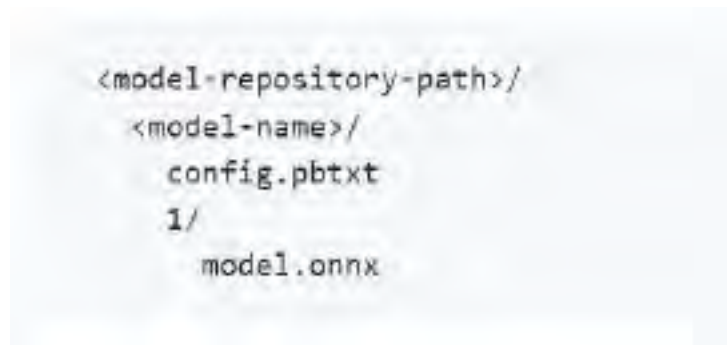 <model-repository-path>/
<model-name>/
config.pbtxt
1/
model.onnx